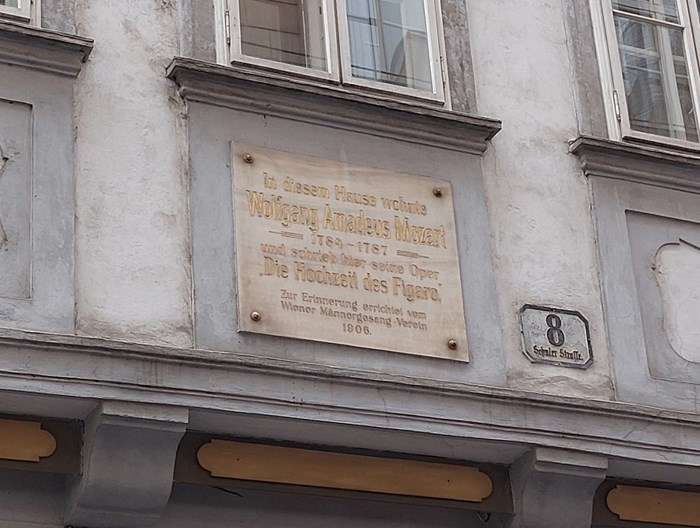 In diesem Hause wohnte
Wolfgang Amadeus Mozart
1784–1787
und schrieb hier seine Oper
„Die Hochzeit des Figaro“
Zur Erinnerung errichtet vom
Wiener Männergesang-Verein
1906.
8
Schuler Strasse.